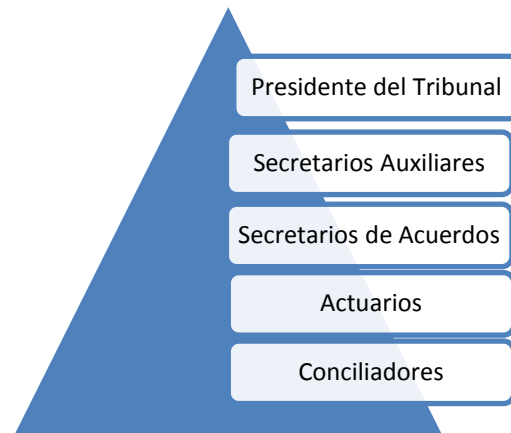 Presidente del Tribunal
Secretarios Auxiliares
Secretarios de Acuerdos
Actuarios
Conciliadores